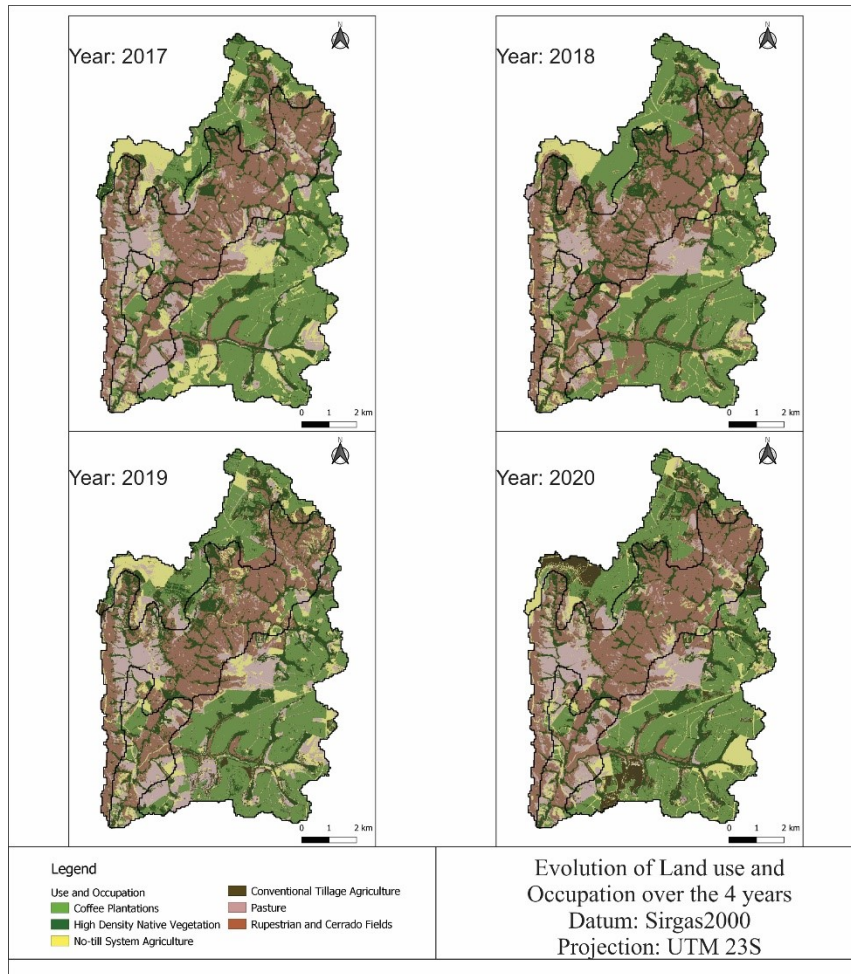 Year: 2017
N
0 1 2 km
Year: 2018
N
0 1 2 km
Year: 2019
N
0 1 2 km
Year: 2020
N
0 1 2 km
Legend
Use and Occupation
Coffee Plantations
High Density Native Vegetation
No-till System Agriculture
Conventional Tillage Agriculture
Pasture
Rupestrian and Cerrado Fields
Evolution of Land use and
Occupation over the 4 years
Datum: Sirgas2000
Projection: UTM 23S